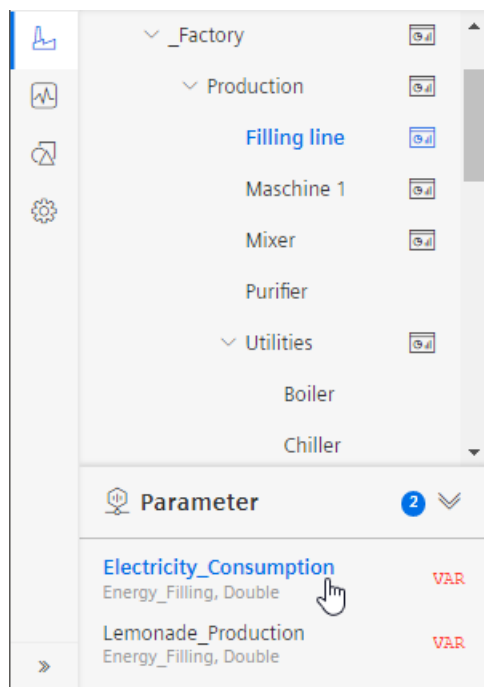 _Factory
Production
Filling line
Maschine 1
Mixer
Purifier
Utilities
Boiler
Chiller
Parameter 2
Electricity_Consumption VAR
Energy_Filling, Double
Lemonade_Production VAR
Energy_Filling, Double